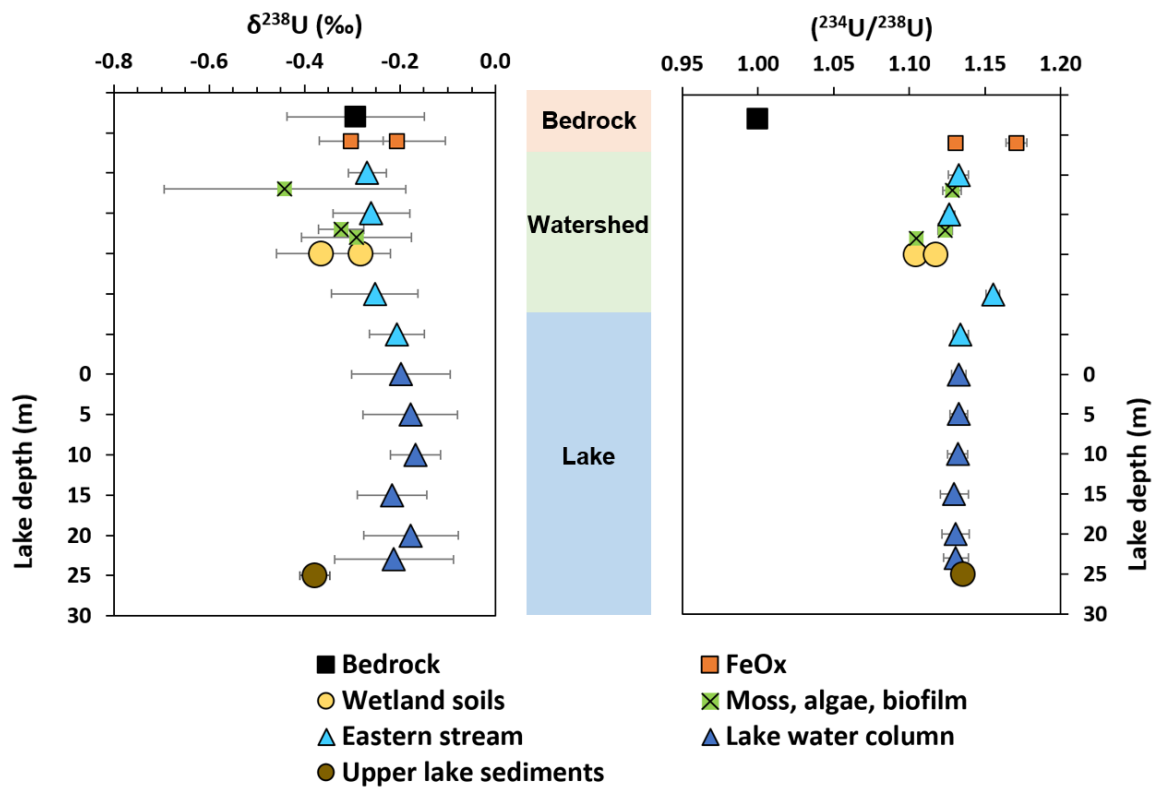 δ²³⁸U (‰)
(²³⁴U/²³⁸U)
-0.8 -0.6 -0.4 -0.2 0.0
0.95 1.00 1.05 1.10 1.15 1.20
Bedrock
Watershed
Lake
Lake depth (m)
0
5
10
15
20
25
30
0
5
10
15
20
25
30
Lake depth (m)
Bedrock
FeOx
Wetland soils
Moss, algae, biofilm
Eastern stream
Lake water column
Upper lake sediments